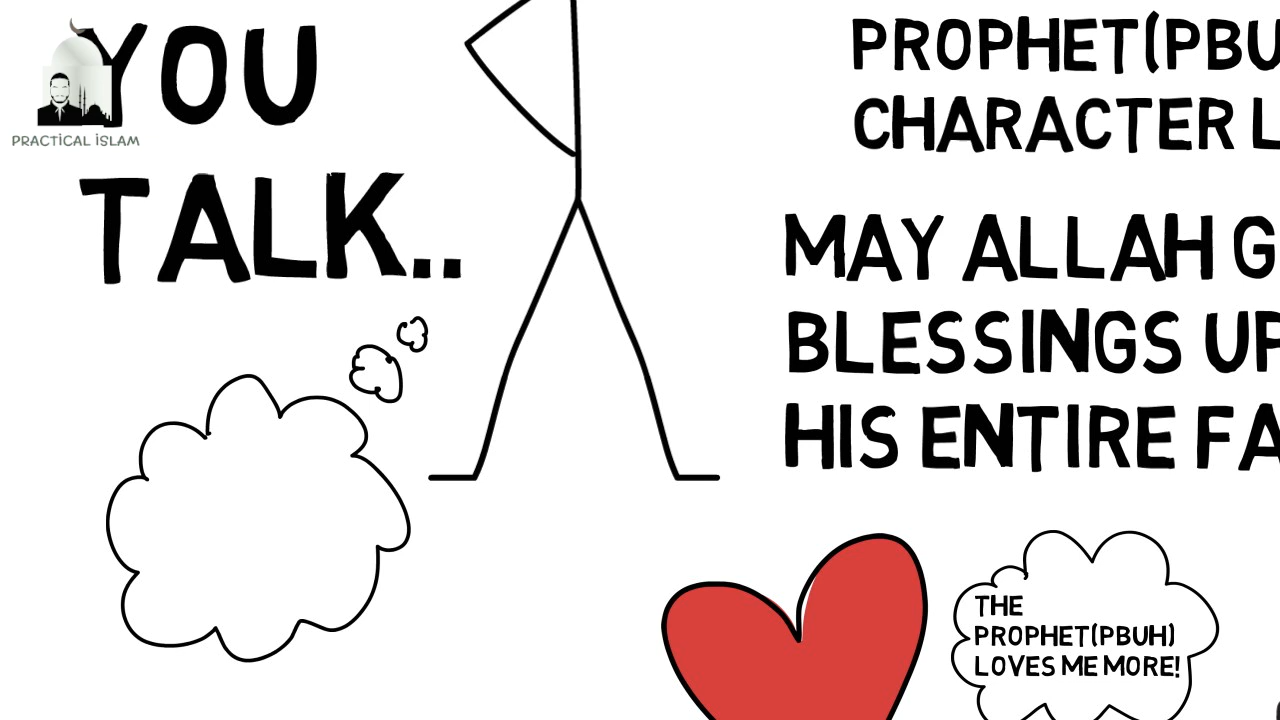 YOU
TALK..
PRACTICAL ISLAM
PROPHET(PBU
CHARACTER L
MAY ALLAH G
BLESSINGS UP
HIS ENTIRE FA
THE
PROPHET(PBUH)
LOVES ME MORE!